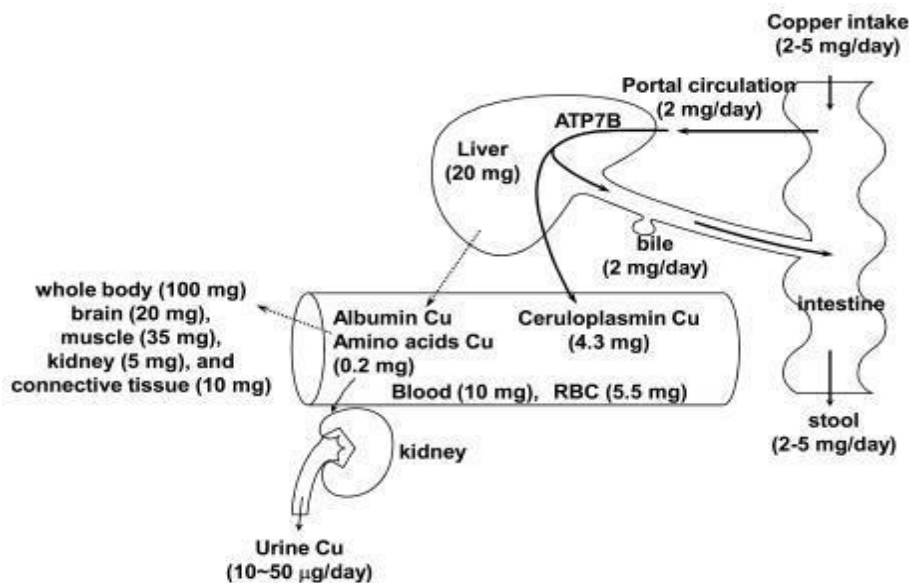 Copper intake
(2-5 mg/day)
Portal circulation
(2 mg/day)
ATP7B
Liver
(20 mg)
bile
(2 mg/day)
intestine
whole body (100 mg)
brain (20 mg),
muscle (35 mg),
kidney (5 mg), and
connective tissue (10 mg)
Albumin Cu
Amino acids Cu
(0.2 mg)
Ceruloplasmin Cu
(4.3 mg)
Blood (10 mg), RBC (5.5 mg)
stool
(2-5 mg/day)
kidney
Urine Cu
(10~50 μg/day)